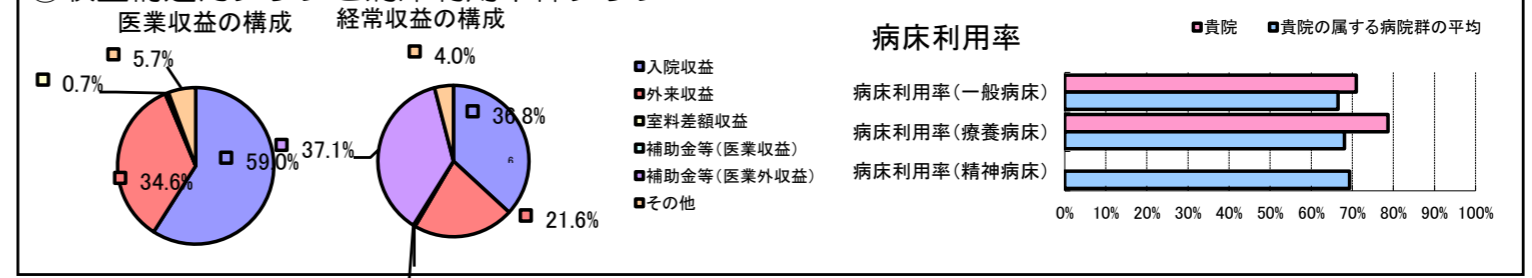 医業収益の構成
経常収益の構成
5.7%
0.7%
59.0%
34.6%
4.0%
36.8%
37.1%
6
21.6%
入院収益
外来収益
室料差額収益
補助金等(医業収益)
補助金等(医業外収益)
その他
病床利用率
貴院
貴院の属する病院群の平均
病床利用率(一般病床)
病床利用率(療養病床)
病床利用率(精神病床)
0% 10% 20% 30% 40% 50% 60% 70% 80% 90% 100%